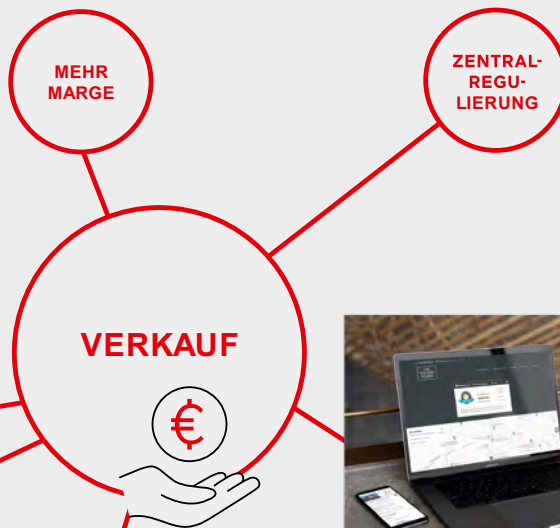 MEHR
MARGE
ZENTRAL-
REGU-
LIERUNG
VERKAUF
€